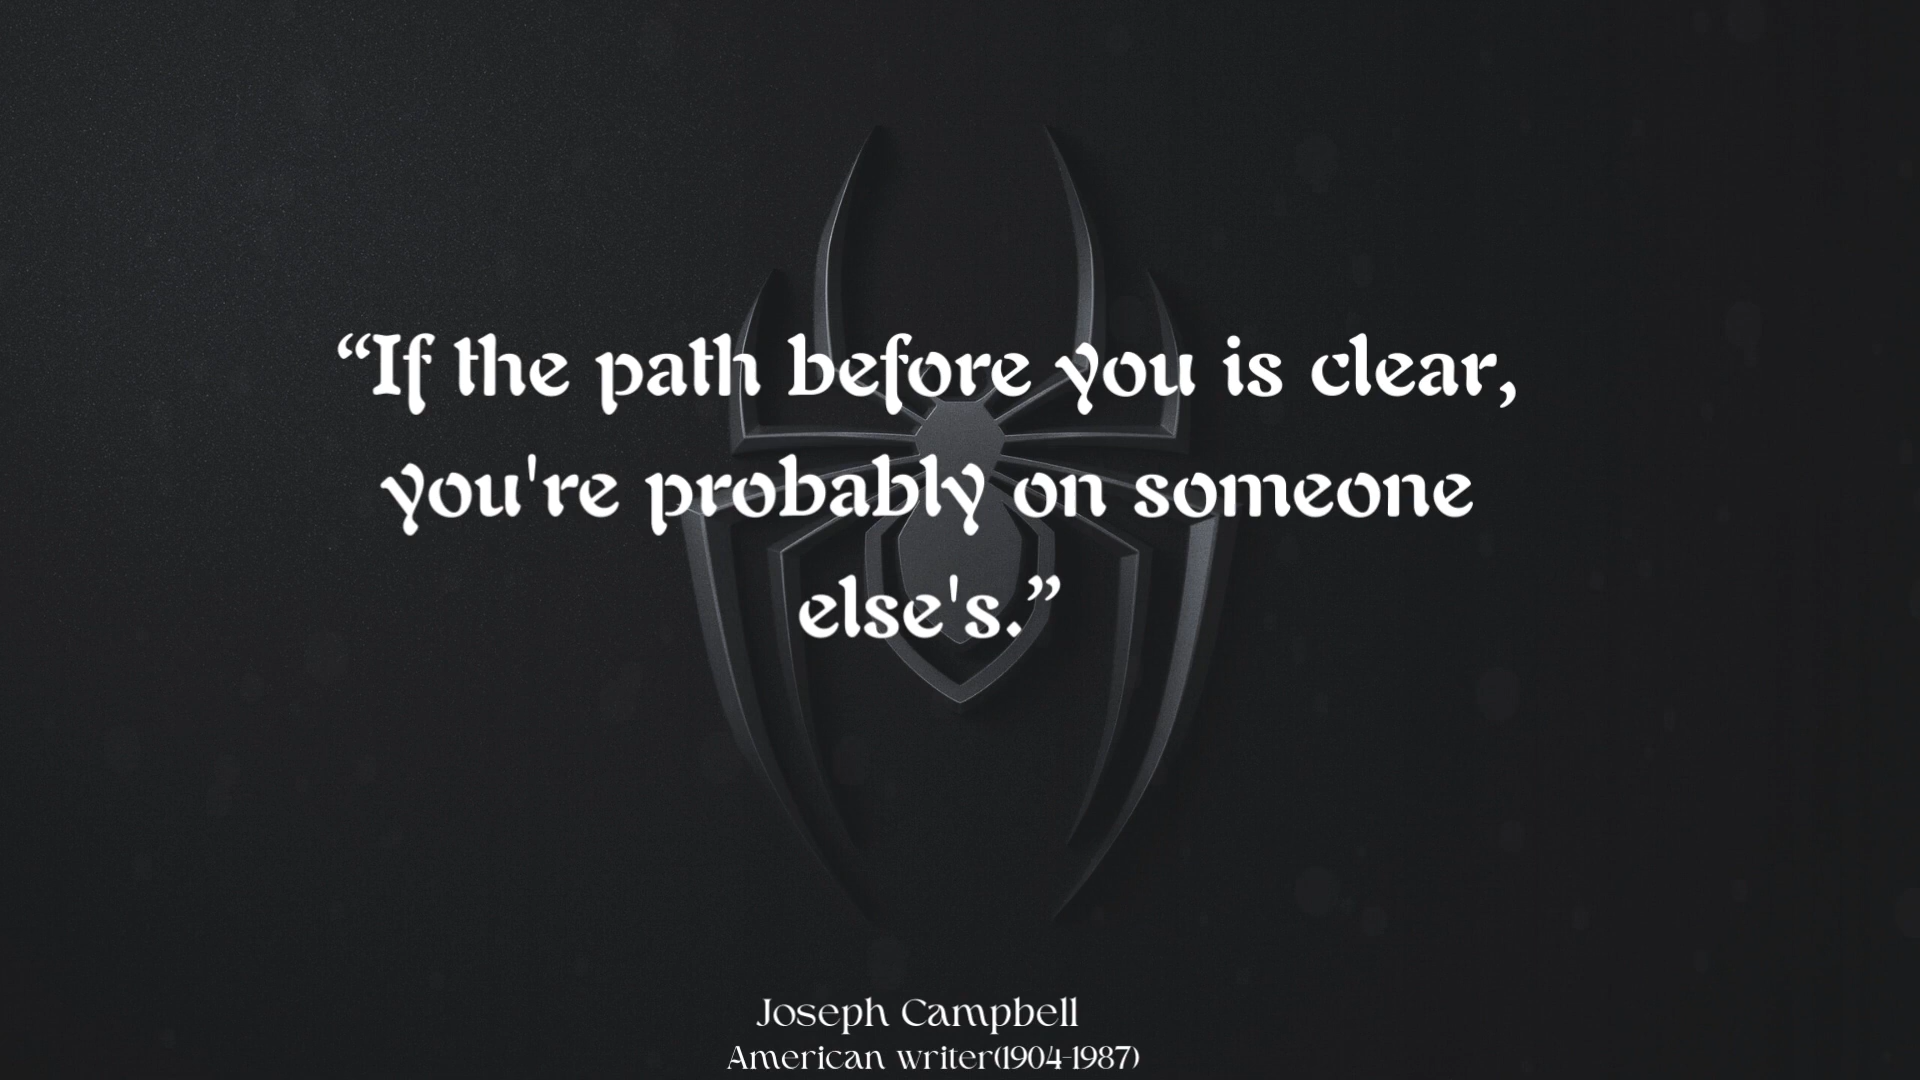 “If the path before you is clear,
you're probably on someone
else's.”
Joseph Campbell
American writer(1904-1987)